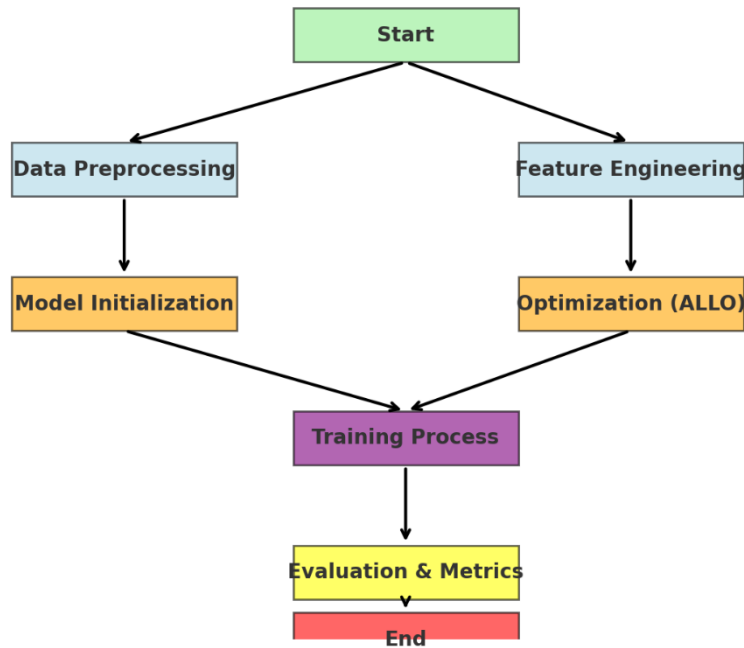 Start
Data Preprocessing
Feature Engineering
Model Initialization
Optimization (ALLO)
Training Process
Evaluation & Metrics
End